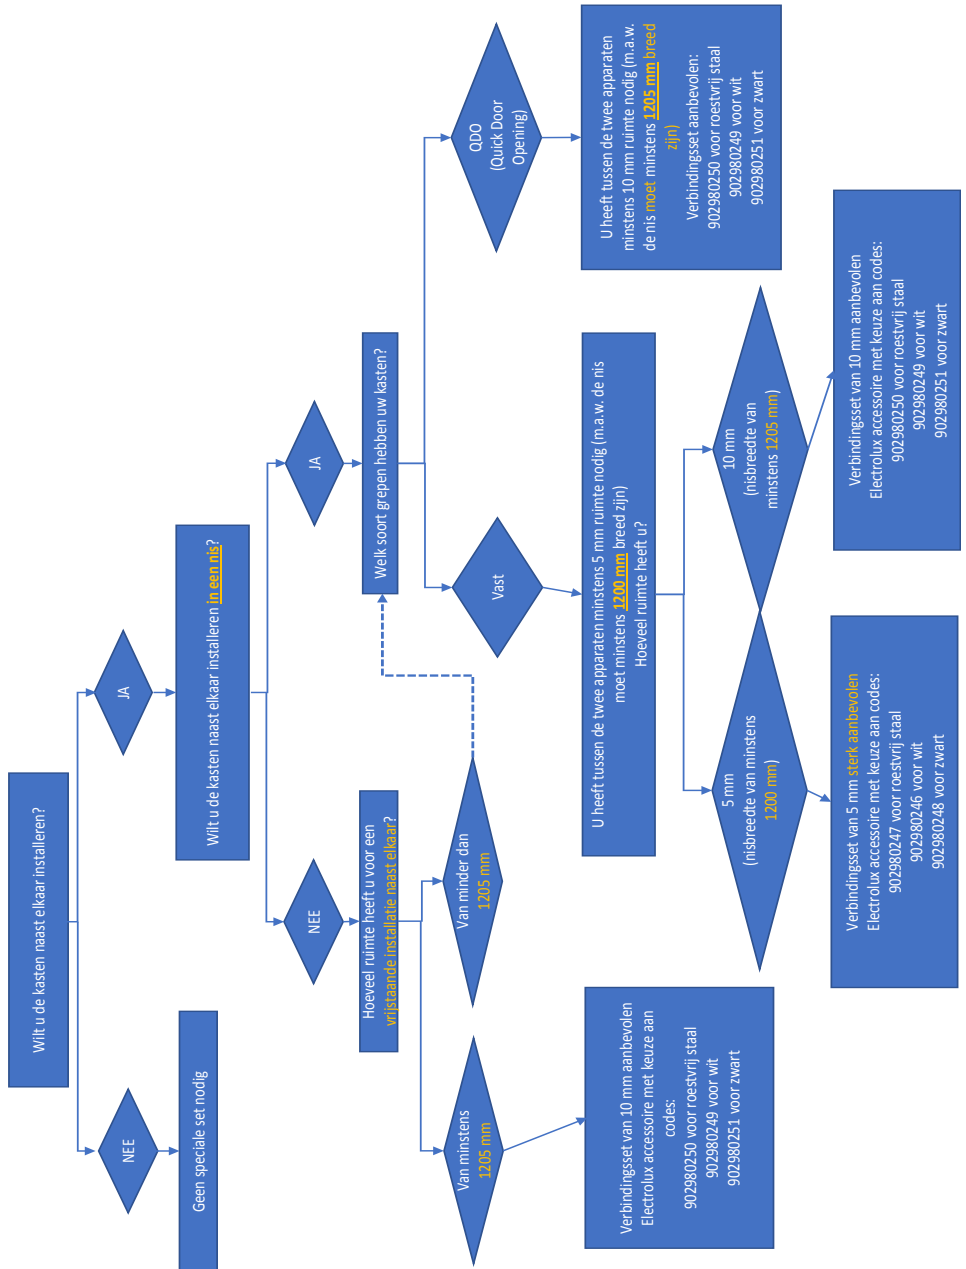 Wilt u de kasten naast elkaar installeren?
NEE
JA
Geen speciale set nodig
Wilt u de kasten naast elkaar installeren in een nis?
NEE
JA
Hoeveel ruimte heeft u voor een
vrijstaande installatie naast elkaar?
Welk soort grepen hebben uw kasten?
Van minstens
1205 mm
Van minder dan
1205 mm
Vast
QDO
(Quick Door
Opening)
Verbindingsset van 10 mm aanbevolen
Electrolux accessoire met keuze aan
codes:
902980250 voor roestvrij staal
902980249 voor wit
902980251 voor zwart
U heeft tussen de twee apparaten minstens 5 mm ruimte nodig (m.a.w. de nis
moet minstens 1200 mm breed zijn)
Hoeveel ruimte heeft u?
U heeft tussen de twee apparaten
minstens 10 mm ruimte nodig (m.a.w.
de nis moet minstens 1205 mm breed
zijn)
Verbindingsset aanbevolen:
902980250 voor roestvrij staal
902980249 voor wit
902980251 voor zwart
5 mm
(nisbreedte van minstens
1200 mm)
10 mm
(nisbreedte van
minstens 1205 mm)
Verbindingsset van 5 mm sterk aanbevolen
Electrolux accessoire met keuze aan codes:
902980247 voor roestvrij staal
902980246 voor wit
902980248 voor zwart
Verbindingsset van 10 mm aanbevolen
Electrolux accessoire met keuze aan codes:
902980250 voor roestvrij staal
902980249 voor wit
902980251 voor zwart